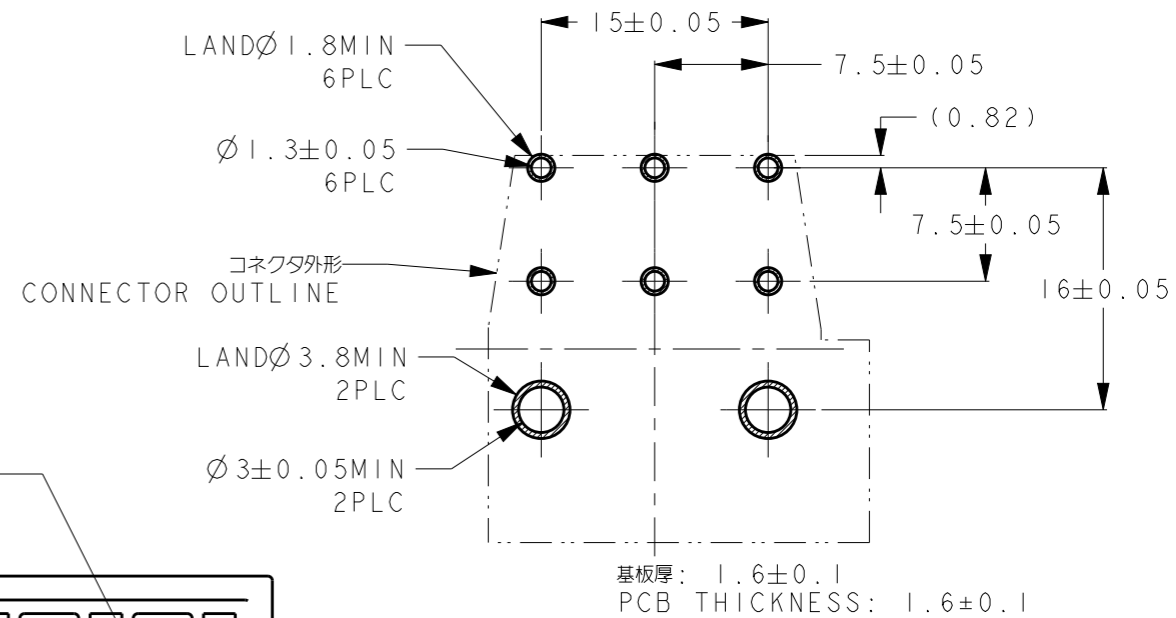 15±0.05
LANDØ1.8MIN
6PLC
7.5±0.05
(0.82)
Ø1.3±0.05
6PLC
7.5±0.05
コネクタ外形
CONNECTOR OUTLINE
16±0.05
LANDØ3.8MIN
2PLC
Ø3±0.05MIN
2PLC
基板厚: 1.6±0.1
PCB THICKNESS: 1.6±0.1